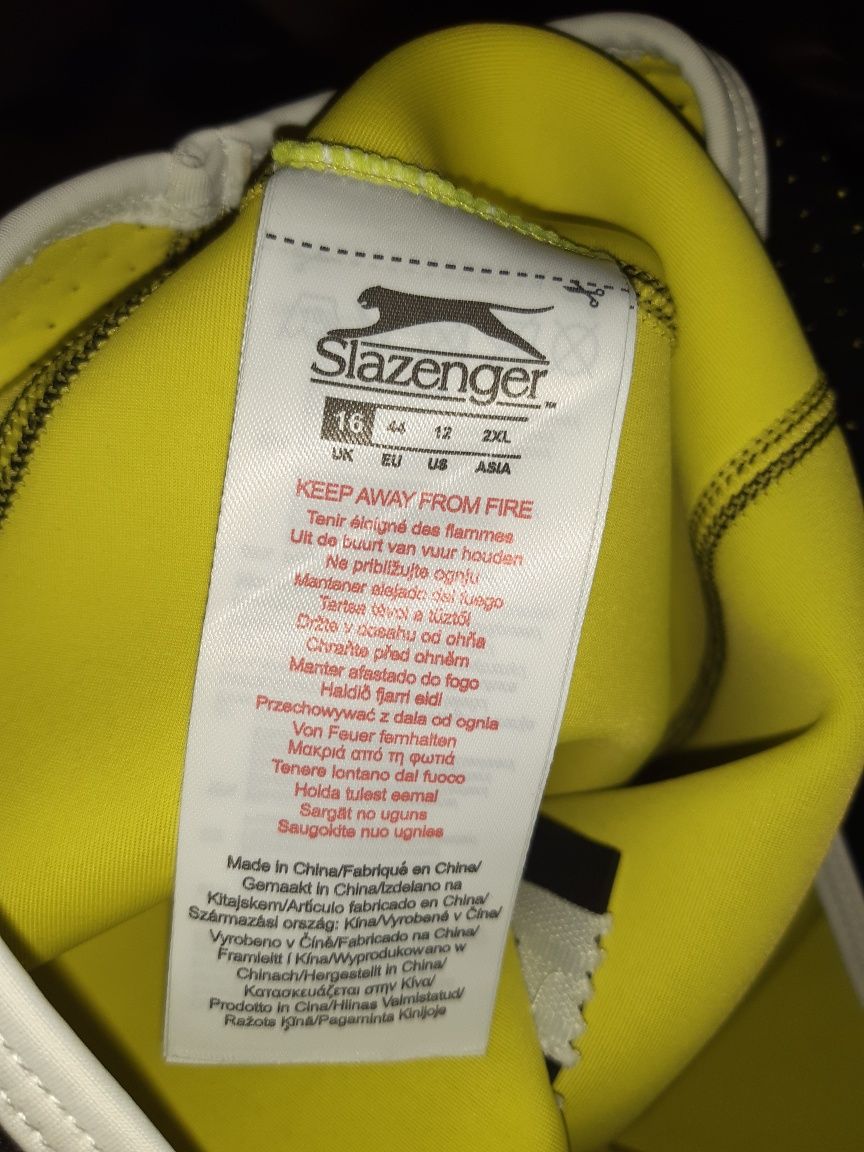 Slazenger™
16 44 12 2XL
UK EU US ASIA
KEEP AWAY FROM FIRE
Tenir éloigné des flammes
Uit de buurt van vuur houden
Ne približujte ognju
Mantener alejado del fuego
Tartsa távol a tűztől
Držte v dosahu od ohňa
Chraňte před ohněm
Manter afastado do fogo
Haldið fjarri eldi
Przechowywać z dala od ognia
Von Feuer fernhalten
Μακριά από τη φωτιά
Tenere lontano dal fuoco
Hoida tulest eemal
Sargāt no uguns
Saugokite nuo ugnies
Made in China/Fabriqué en Chine/
Gemaakt in China/Izdelano na
Kitajskem/Artículo fabricado en China/
Származási ország: Kína/Vyrobené v Číne/
Vyrobeno v Číně/Fabricado na China/
Framleitt í Kína/Wyprodukowano w
Chinach/Hergestellt in China/
Κατασκευάζεται στην Κίνα/
Prodotto in Cina/Hiinas Valmistatud/
Ražots Ķīnā/Pagaminta Kinijoje